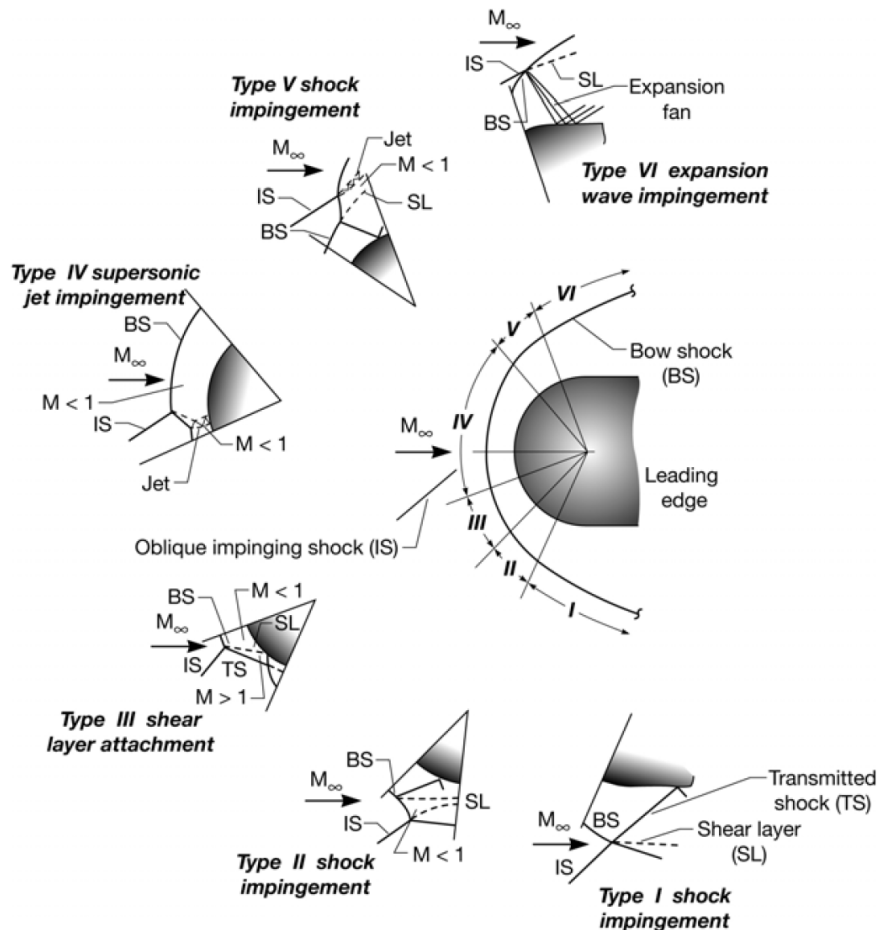 M∞
IS
SL
BS
Expansion
fan
Type VI expansion
wave impingement
Type V shock
impingement
Jet
M∞
M < 1
IS
SL
BS
Type IV supersonic
jet impingement
BS
M∞
M < 1
IS
M < 1
Jet
VI
V
IV
III
II
I
Bow shock
(BS)
M∞
Leading
edge
Oblique impinging shock (IS)
M < 1
BS
SL
M∞
IS
TS
M > 1
Type III shear
layer attachment
BS
M∞
SL
IS
M < 1
Type II shock
impingement
Transmitted
shock (TS)
BS
M∞
Shear layer
(SL)
IS
Type I shock
impingement